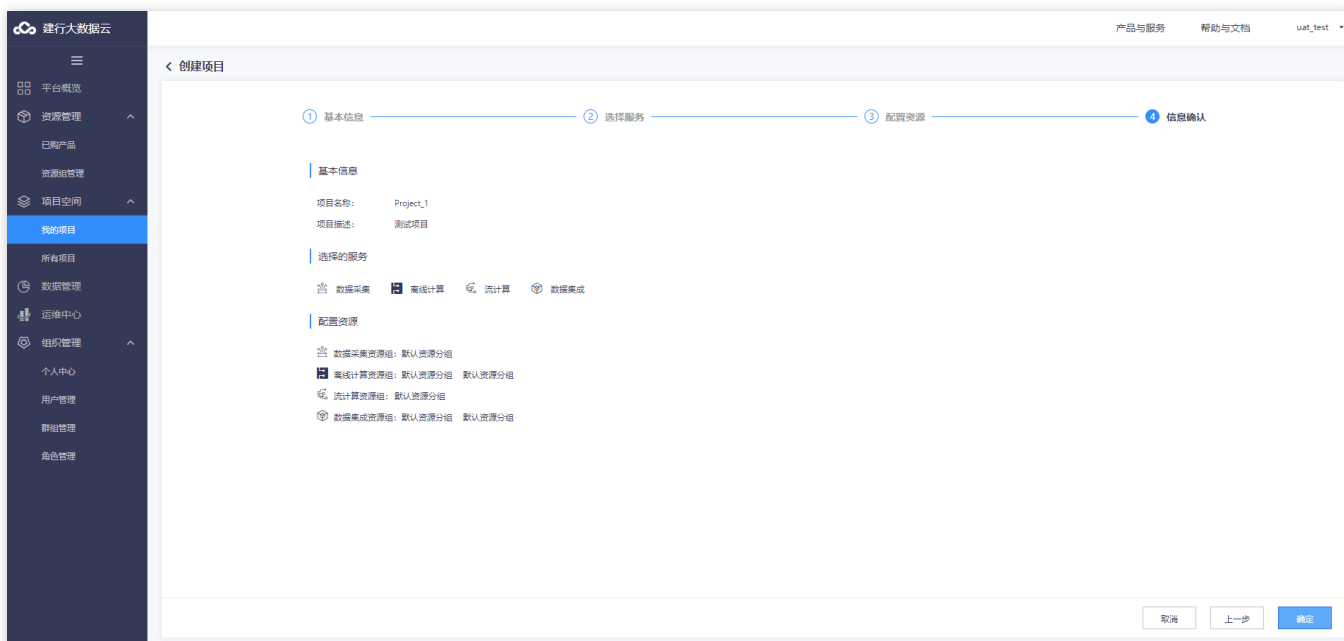 建行大数据云
产品与服务 帮助与文档 uat_test
创建项目
平台概览
资源管理
已购产品
资源组管理
项目空间
我的项目
所有项目
数据管理
运维中心
组织管理
个人中心
用户管理
群组管理
角色管理
1 基本信息 2 选择服务 3 配置资源 4 信息确认
基本信息
项目名称: Project_1
项目描述: 测试项目
选择的服务
数据采集 离线计算 流计算 数据集成
配置资源
数据采集资源组: 默认资源分组
离线计算资源组: 默认资源分组 默认资源分组
流计算资源组: 默认资源分组
数据集成资源组: 默认资源分组 默认资源分组
取消 上一步 确定